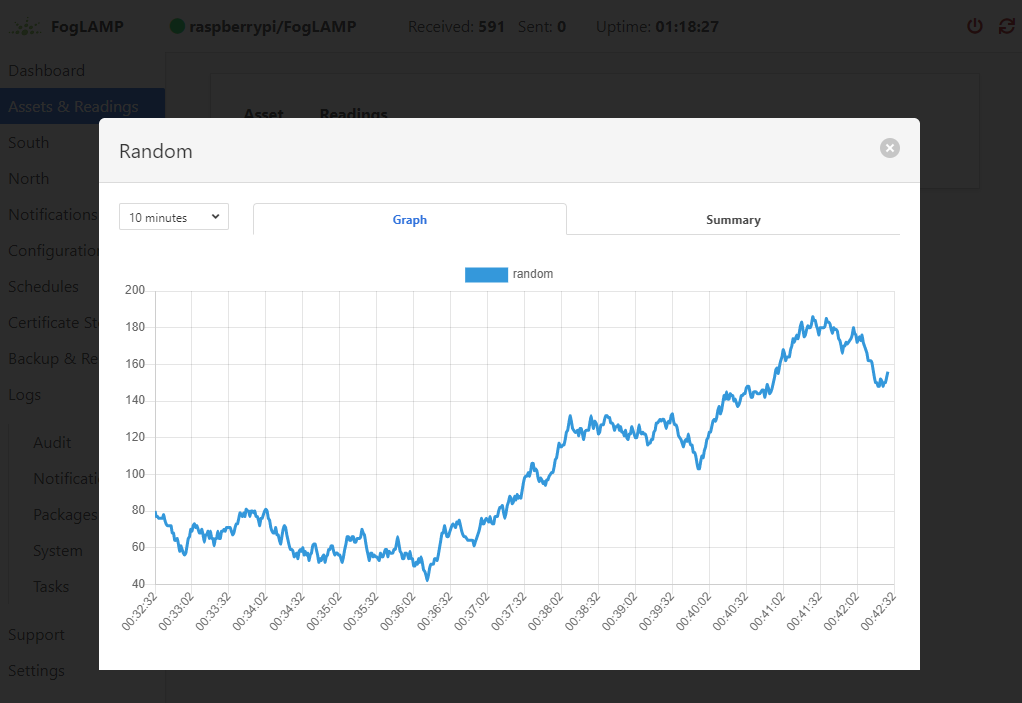 FogLAMP
raspberrypi/FogLAMP
Received: 591 Sent: 0 Uptime: 01:18:27
Dashboard
Assets & Readings
Asset Readings
South
North
Notifications
Configuratio
Schedules
Certificate St
Backup & Re
Logs
Audit
Notificati
Packages
System
Tasks
Support
Settings
Random
10 minutes
Graph
Summary
random
200
180
160
140
120
100
80
60
40
00:32:32
00:33:02
00:33:32
00:34:02
00:34:32
00:35:02
00:35:32
00:36:02
00:36:32
00:37:02
00:37:32
00:38:02
00:38:32
00:39:02
00:39:32
00:40:02
00:40:32
00:41:02
00:41:32
00:42:02
00:42:32